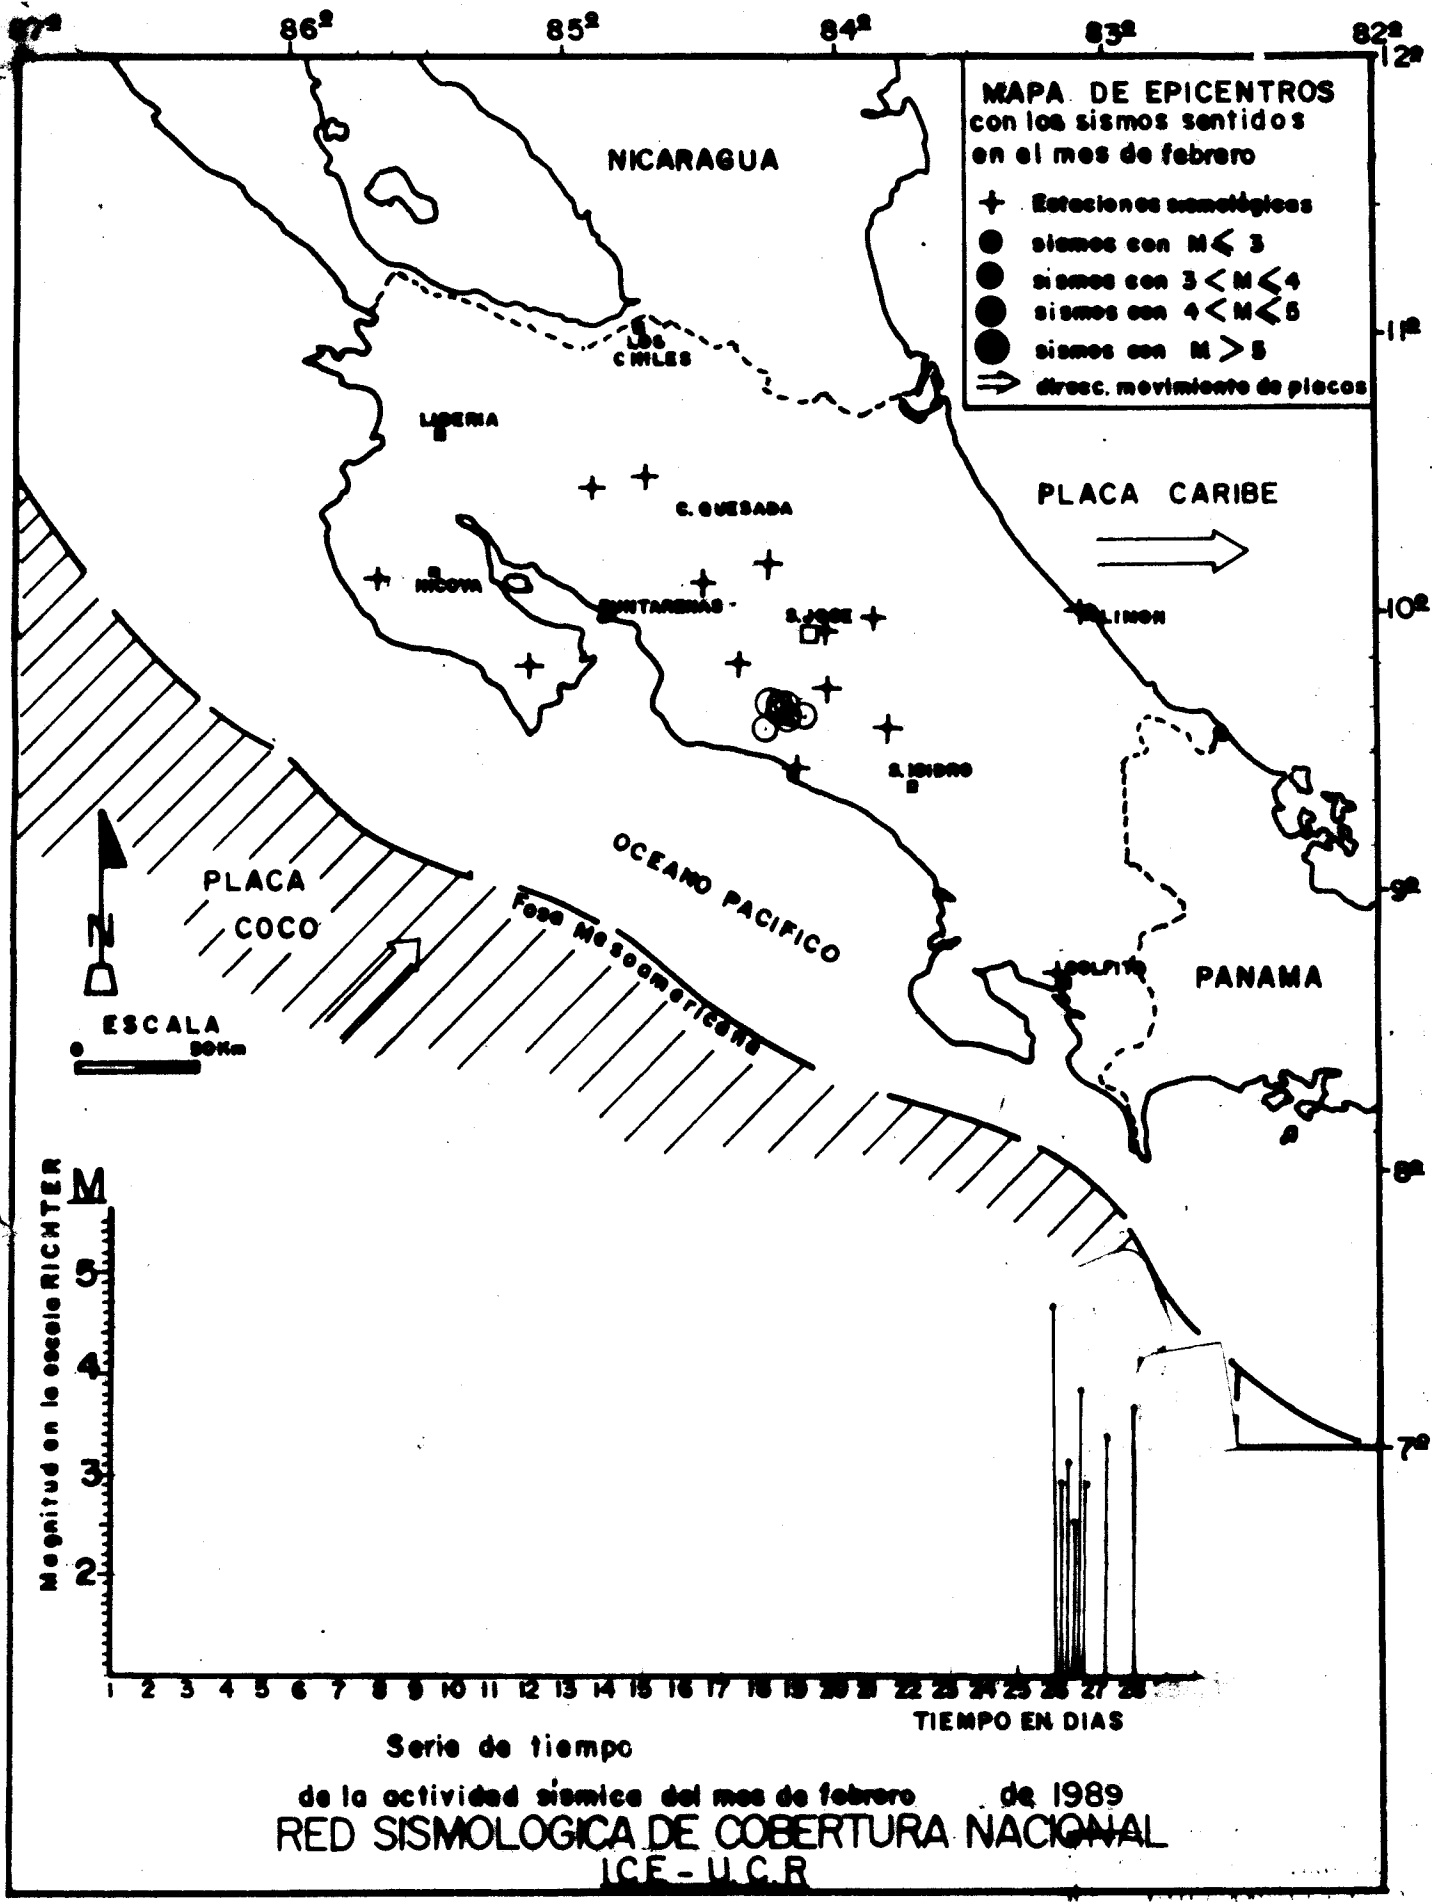 87º 86º 85º 84º 83º 82º
12º
MAPA DE EPICENTROS
con los sismos sentidos
en el mes de febrero
Estaciones sismológicas
sismos con M ≤ 3
sismos con 3 < M ≤ 4
sismos con 4 < M ≤ 5
sismos con M > 5
direcc. movimiento de placas
NICARAGUA
11º
LOS
CHILES
LIBERIA
PLACA CARIBE
C. QUESADA
NICOYA
PUNTARENAS
S. JOSE
LIMON
10º
S. ISIDRO
OCEANO PACIFICO
PLACA
COCO
9º
Fosa Mesoamericana
GOLFITO
PANAMA
N
ESCALA
0 50 Km
8º
M
Magnitud en la escala RICHTER
5
4
3
2
7º
1 2 3 4 5 6 7 8 9 10 11 12 13 14 15 16 17 18 19 20 21 22 23 24 25 26 27 28
TIEMPO EN DIAS
Serie de tiempo
de la actividad sísmica del mes de febrero de 1989
RED SISMOLOGICA DE COBERTURA NACIONAL
I.C.E - U.C.R